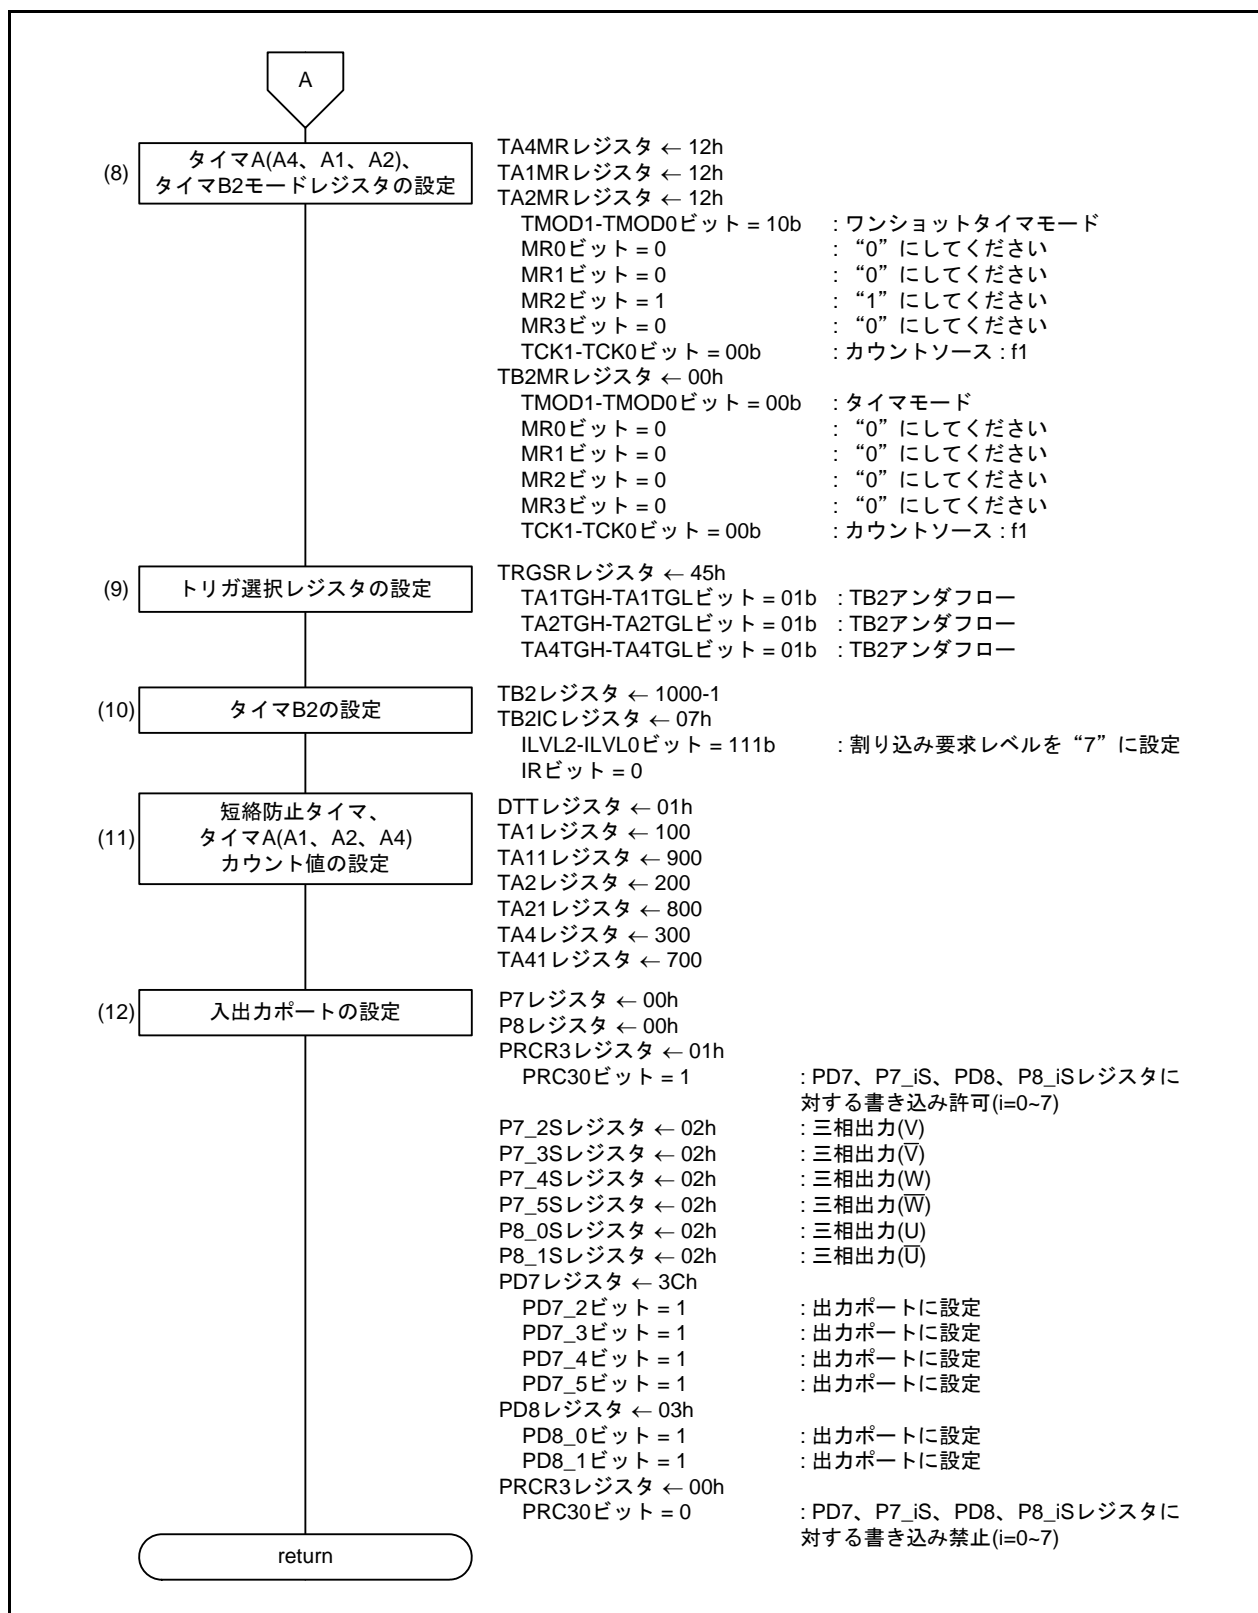 A
(8)
タイマA(A4、A1、A2)、
タイマB2モードレジスタの設定
TA4MRレジスタ ← 12h
TA1MRレジスタ ← 12h
TA2MRレジスタ ← 12h
TMOD1-TMOD0ビット = 10b : ワンショットタイマモード
MR0ビット = 0 : “0”にしてください
MR1ビット = 0 : “0”にしてください
MR2ビット = 1 : “1”にしてください
MR3ビット = 0 : “0”にしてください
TCK1-TCK0ビット = 00b : カウントソース : f1
TB2MRレジスタ ← 00h
TMOD1-TMOD0ビット = 00b : タイマモード
MR0ビット = 0 : “0”にしてください
MR1ビット = 0 : “0”にしてください
MR2ビット = 0 : “0”にしてください
MR3ビット = 0 : “0”にしてください
TCK1-TCK0ビット = 00b : カウントソース : f1
(9)
トリガ選択レジスタの設定
TRGSRレジスタ ← 45h
TA1TGH-TA1TGLビット = 01b : TB2アンダフロー
TA2TGH-TA2TGLビット = 01b : TB2アンダフロー
TA4TGH-TA4TGLビット = 01b : TB2アンダフロー
(10)
タイマB2の設定
TB2レジスタ ← 1000-1
TB2ICレジスタ ← 07h
ILVL2-ILVL0ビット = 111b : 割り込み要求レベルを“7”に設定
IRビット = 0
(11)
短絡防止タイマ、
タイマA(A1、A2、A4)
カウント値の設定
DTTレジスタ ← 01h
TA1レジスタ ← 100
TA11レジスタ ← 900
TA2レジスタ ← 200
TA21レジスタ ← 800
TA4レジスタ ← 300
TA41レジスタ ← 700
(12)
入出力ポートの設定
P7レジスタ ← 00h
P8レジスタ ← 00h
PRCR3レジスタ ← 01h
PRC30ビット = 1 : PD7、P7_iS、PD8、P8_iSレジスタに
対する書き込み許可(i=0~7)
P7_2Sレジスタ ← 02h : 三相出力(V)
P7_3Sレジスタ ← 02h : 三相出力(V̅)
P7_4Sレジスタ ← 02h : 三相出力(W)
P7_5Sレジスタ ← 02h : 三相出力(W̅)
P8_0Sレジスタ ← 02h : 三相出力(U)
P8_1Sレジスタ ← 02h : 三相出力(U̅)
PD7レジスタ ← 3Ch
PD7_2ビット = 1 : 出力ポートに設定
PD7_3ビット = 1 : 出力ポートに設定
PD7_4ビット = 1 : 出力ポートに設定
PD7_5ビット = 1 : 出力ポートに設定
PD8レジスタ ← 03h
PD8_0ビット = 1 : 出力ポートに設定
PD8_1ビット = 1 : 出力ポートに設定
PRCR3レジスタ ← 00h
PRC30ビット = 0 : PD7、P7_iS、PD8、P8_iSレジスタに
対する書き込み禁止(i=0~7)
return